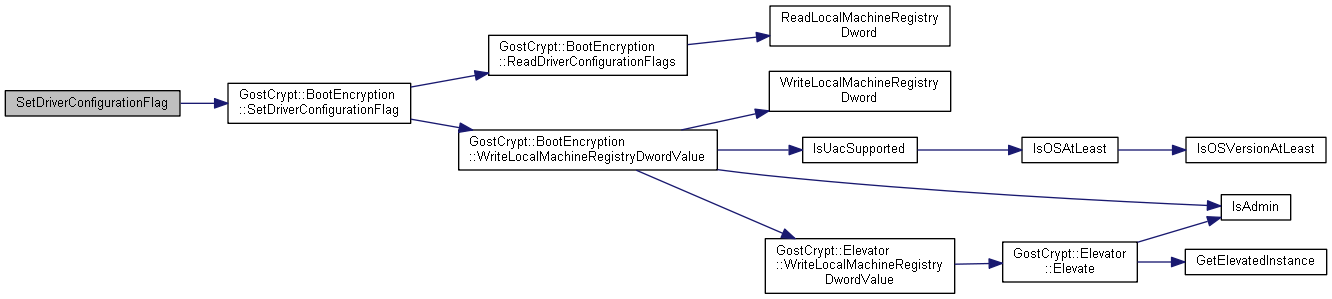 SetDriverConfigurationFlag
GostCrypt::BootEncryption
::SetDriverConfigurationFlag
GostCrypt::BootEncryption
::ReadDriverConfigurationFlags
ReadLocalMachineRegistry
Dword
GostCrypt::BootEncryption
::WriteLocalMachineRegistryDwordValue
WriteLocalMachineRegistry
Dword
IsUacSupported
IsOSAtLeast
IsOSVersionAtLeast
IsAdmin
GostCrypt::Elevator
::WriteLocalMachineRegistry
DwordValue
GostCrypt::Elevator
::Elevate
GetElevatedInstance